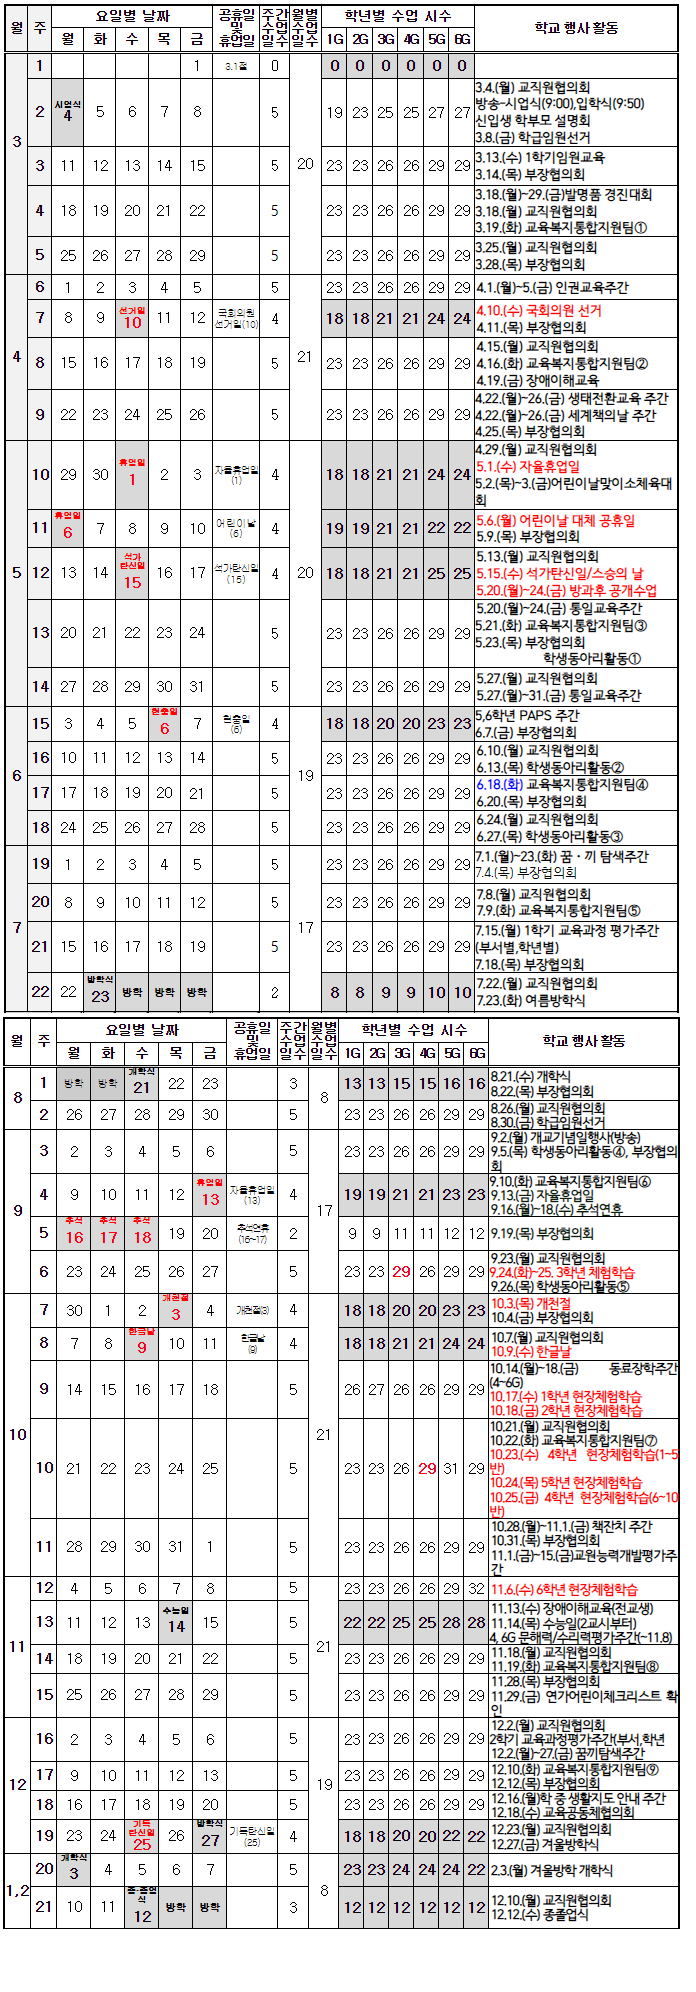 월 주 요일별 날짜 공휴일 및 휴업일 주간 수업 일수 월별 수업 일수 학년별 수업 시수 학교 행사 활동
월 화 수 목 금 1G 2G 3G 4G 5G 6G
3
1 1 3.1절 0 0 0 0 0 0 0
2 시업식 4 5 6 7 8 5 20 19 23 25 25 27 27 3.4.(월) 교직원협의회
방송-시업식(9:00),입학식(9:50)
신입생 학부모 설명회
3.8.(금) 학급임원선거
3 11 12 13 14 15 5 23 23 26 26 29 29 3.13.(수) 1학기임원교육
3.14.(목) 부장협의회
4 18 19 20 21 22 5 23 23 26 26 29 29 3.18.(월)~29.(금)발명품 경진대회
3.18.(월) 교직원협의회
3.19.(화) 교육복지통합지원팀①
5 25 26 27 28 29 5 23 23 26 26 29 29 3.25.(월) 교직원협의회
3.28.(목) 부장협의회
4
6 1 2 3 4 5 5 21 23 23 26 26 29 29 4.1.(월)~5.(금) 인권교육주간
7 8 9 선거일 10 11 12 국회의원 선거일(10) 4 18 18 21 21 24 24 4.10.(수) 국회의원 선거
4.11.(목) 부장협의회
8 15 16 17 18 19 5 23 23 26 26 29 29 4.15.(월) 교직원협의회
4.16.(화) 교육복지통합지원팀②
4.19.(금) 장애이해교육
9 22 23 24 25 26 5 23 23 26 26 29 29 4.22.(월)~26.(금) 생태전환교육 주간
4.22.(월)~26.(금) 세계책의날 주간
4.25.(목) 부장협의회
5
10 29 30 휴업일 1 2 3 자율휴업일 (1) 4 20 18 18 21 21 24 24 4.29.(월) 교직원협의회
5.1.(수) 자율휴업일
5.2.(목)~3.(금)어린이날맞이소체육대
회
11 휴업일 6 7 8 9 10 어린이날 (6) 4 19 19 21 21 22 22 5.6.(월) 어린이날 대체 공휴일
5.9.(목) 부장협의회
12 13 14 석가 탄신일 15 16 17 석가탄신일 (15) 4 18 18 21 21 25 25 5.13.(월) 교직원협의회
5.15.(수) 석가탄신일/스승의 날
5.20.(월)~24.(금) 방과후 공개수업
13 20 21 22 23 24 5 23 23 26 26 29 29 5.20.(월)~24.(금) 통일교육주간
5.21.(화) 교육복지통합지원팀③
5.23.(목) 부장협의회
학생동아리활동①
14 27 28 29 30 31 5 23 23 26 26 29 29 5.27.(월) 교직원협의회
5.27.(월)~31.(금) 통일교육주간
6
15 3 4 5 현충일 6 7 현충일 (6) 4 19 18 18 20 20 23 23 5,6학년 PAPS 주간
6.7.(금) 부장협의회
16 10 11 12 13 14 5 23 23 26 26 29 29 6.10.(월) 교직원협의회
6.13.(목) 학생동아리활동②
17 17 18 19 20 21 5 23 23 26 26 29 29 6.18.(화) 교육복지통합지원팀④
6.20.(목) 부장협의회
18 24 25 26 27 28 5 23 23 26 26 29 29 6.24.(월) 교직원협의회
6.27.(목) 학생동아리활동③
7
19 1 2 3 4 5 5 17 23 23 26 26 29 29 7.1.(월)~23.(화) 꿈·끼 탐색주간
7.4.(목) 부장협의회
20 8 9 10 11 12 5 23 23 26 26 29 29 7.8.(월) 교직원협의회
7.9.(화) 교육복지통합지원팀⑤
21 15 16 17 18 19 5 23 23 26 26 29 29 7.15.(월) 1학기 교육과정 평가주간
(부서별,학년별)
7.18.(목) 부장협의회
22 22 방학식 23 방학 방학 방학 2 8 8 9 9 10 10 7.22.(월) 교직원협의회
7.23.(화) 여름방학식
월 주 요일별 날짜 공휴일 및 휴업일 주간 수업 일수 월별 수업 일수 학년별 수업 시수 학교 행사 활동
월 화 수 목 금 1G 2G 3G 4G 5G 6G
8
1 방학 방학 개학식 21 22 23 3 8 13 13 15 15 16 16 8.21.(수) 개학식
8.22.(목) 부장협의회
2 26 27 28 29 30 5 23 23 26 26 29 29 8.26.(월) 교직원협의회
8.30.(금) 학급임원선거
9
3 2 3 4 5 6 5 17 23 23 26 26 29 29 9.2.(월) 개교기념일행사(방송)
9.5.(목) 학생동아리활동④, 부장협의
회
4 9 10 11 12 휴업일 13 자율휴업일 (13) 4 19 19 21 21 23 23 9.10(화) 교육복지통합지원팀⑥
9.13(금) 자율휴업일
9.16(월)~18.(수) 추석연휴
5 추석 16 추석 17 추석 18 19 20 추석연휴 (16~17) 2 9 9 11 11 12 12 9.19.(목) 부장협의회
6 23 24 25 26 27 5 23 23 29 26 29 29 9.23.(월) 교직원협의회
9.24.(화)~25. 3학년 체험학습
9.26.(목) 학생동아리활동⑤
10
7 30 1 2 개천절 3 4 개천절(3) 4 21 18 18 20 20 23 23 10.3.(목) 개천절
10.4.(금) 부장협의회
8 7 8 한글날 9 10 11 한글날 (9) 4 18 18 21 21 24 24 10.7.(월) 교직원협의회
10.9.(수) 한글날
9 14 15 16 17 18 5 26 27 26 26 29 29 10.14.(월)~18.(금) 동료장학주간
(4~6G)
10.17.(수) 1학년 현장체험학습
10.18.(금) 2학년 현장체험학습
10 21 22 23 24 25 5 23 23 26 29 31 29 10.21.(월) 교직원협의회
10.22.(화) 교육복지통합지원팀⑦
10.23.(수) 4학년 현장체험학습(1~5
반)
10.24.(목) 5학년 현장체험학습
10.25.(금) 4학년 현장체험학습(6~10
반)
11 28 29 30 31 1 5 23 23 26 26 29 29 10.28.(월)~11.1.(금) 책잔치 주간
10.31.(목) 부장협의회
11.1.(금)~15.(금)교원능력개발평가주
간
11
12 4 5 6 7 8 5 21 23 23 26 26 29 32 11.6.(수) 6학년 현장체험학습
13 11 12 13 수능일 14 15 5 22 22 25 25 28 28 11.13.(수) 장애이해교육(전교생)
11.14.(목) 수능일(2교시부터)
4, 6G 문해력/수리력평가주간(~11.8)
14 18 19 20 21 22 5 23 23 26 26 29 29 11.18.(월) 교직원협의회
11.19.(화) 교육복지통합지원팀⑧
15 25 26 27 28 29 5 23 23 26 26 29 29 11.28.(목) 부장협의회
11.29.(금) 연가어린이체크리스트 확
인
12
16 2 3 4 5 6 5 19 23 23 26 26 29 29 12.2.(월) 교직원협의회
2학기 교육과정평가주간(부서,학년
12.2.(월)~27.(금) 꿈끼탐색주간
17 9 10 11 12 13 5 23 23 26 26 29 29 12.10.(화) 교육복지통합지원팀⑨
12.12.(목) 부장협의회
18 16 17 18 19 20 5 23 23 26 26 29 29 12.16.(월)학 중 생활지도 안내 주간
12.18.(수) 교육공동체협의회
19 23 24 기독 탄신일 25 26 방학식 27 기독탄신일 (25) 4 18 18 20 20 22 22 12.23.(월) 교직원협의회
12.27.(금) 겨울방학식
1,2
20 개학식 3 4 5 6 7 5 8 23 23 24 24 24 22 2.3.(월) 겨울방학 개학식
21 10 11 종·졸업식 12 방학 방학 3 12 12 12 12 12 12 12.10.(월) 교직원협의회
12.12.(수) 종졸업식